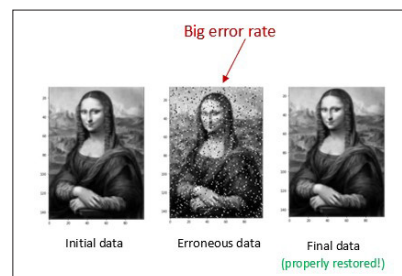 Big error rate
Initial data
Erroneous data
Final data
(properly restored!)